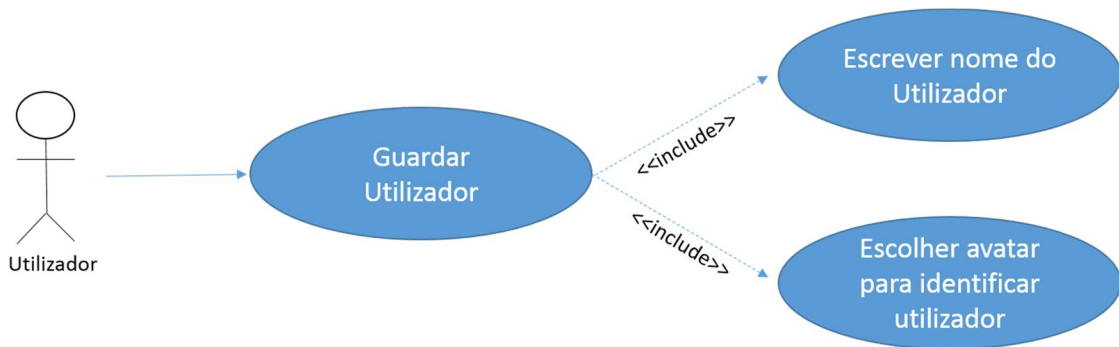 Utilizador
Guardar
Utilizador
<<include>>
<<include>>
Escrever nome do
Utilizador
Escolher avatar
para identificar
utilizador